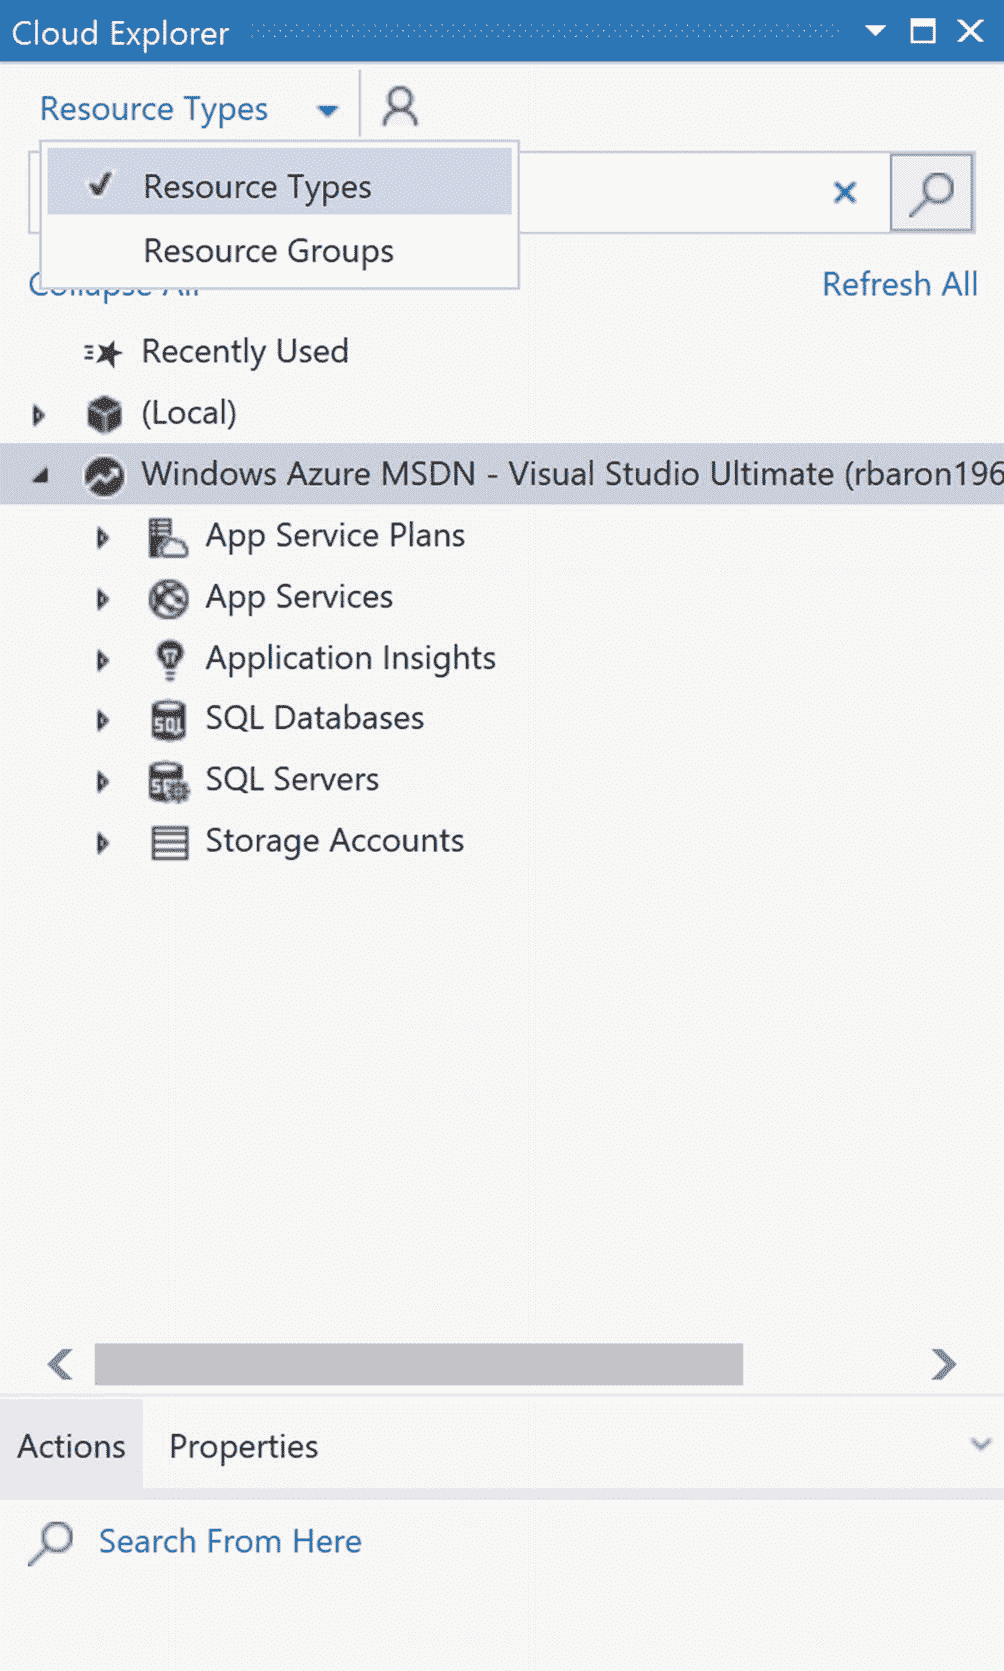 Cloud Explorer
Resource Types
Resource Types
Resource Groups
Collapse All
Refresh All
Recently Used
(Local)
Windows Azure MSDN - Visual Studio Ultimate (rbaron196
App Service Plans
App Services
Application Insights
SQL Databases
SQL Servers
Storage Accounts
Actions
Properties
Search From Here